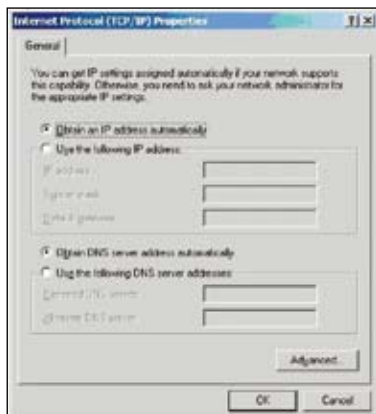 Internet Protocol (TCP/IP) Properties
General
You can get IP settings assigned automatically if your network supports
this capability. Otherwise, you need to ask your network administrator for
the appropriate IP settings.
Obtain an IP address automatically
Use the following IP address:
IP address:
Subnet mask:
Default gateway:
Obtain DNS server address automatically
Use the following DNS server addresses:
Preferred DNS server:
Alternate DNS server:
Advanced...
OK
Cancel